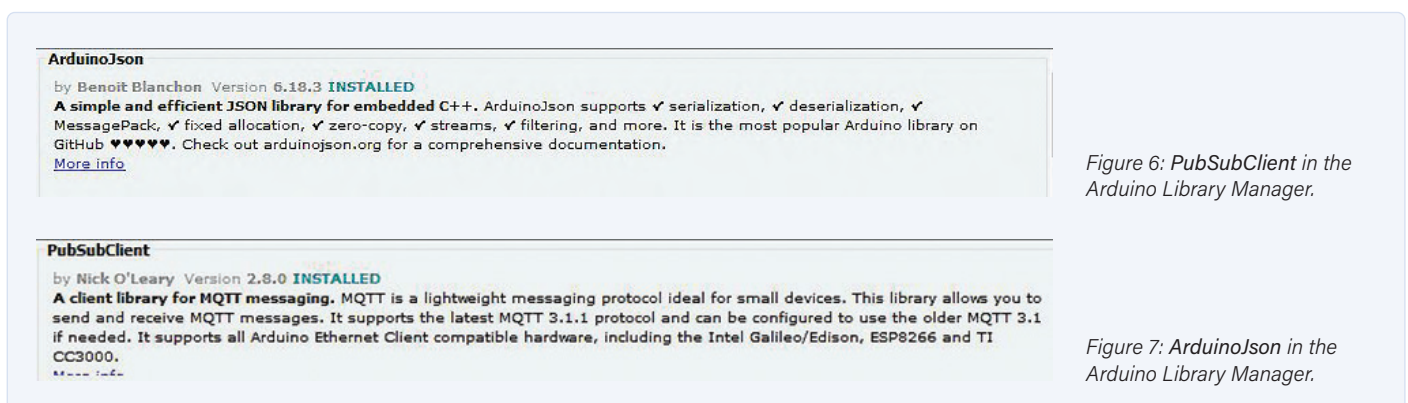 ArduinoJson
by Benoit Blanchon Version 6.18.3 INSTALLED
A simple and efficient JSON library for embedded C++. ArduinoJson supports ✔ serialization, ✔ deserialization, ✔
MessagePack, ✔ fixed allocation, ✔ zero-copy, ✔ streams, ✔ filtering, and more. It is the most popular Arduino library on
GitHub ♥♥♥♥♥. Check out arduinojson.org for a comprehensive documentation.
More info
Figure 6: PubSubClient in the
Arduino Library Manager.
PubSubClient
by Nick O'Leary Version 2.8.0 INSTALLED
A client library for MQTT messaging. MQTT is a lightweight messaging protocol ideal for small devices. This library allows you to
send and receive MQTT messages. It supports the latest MQTT 3.1.1 protocol and can be configured to use the older MQTT 3.1
if needed. It supports all Arduino Ethernet Client compatible hardware, including the Intel Galileo/Edison, ESP8266 and TI
CC3000.
More info
Figure 7: ArduinoJson in the
Arduino Library Manager.